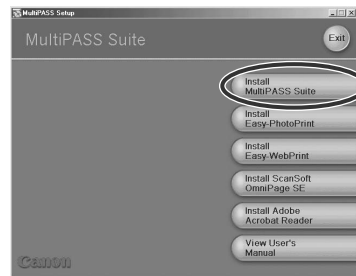 MultiPASS Setup
MultiPASS Suite
Exit
Install
MultiPASS Suite
Install
Easy-PhotoPrint
Install
Easy-WebPrint
Install ScanSoft
OmniPage SE
Install Adobe
Acrobat Reader
View User's
Manual
Canon